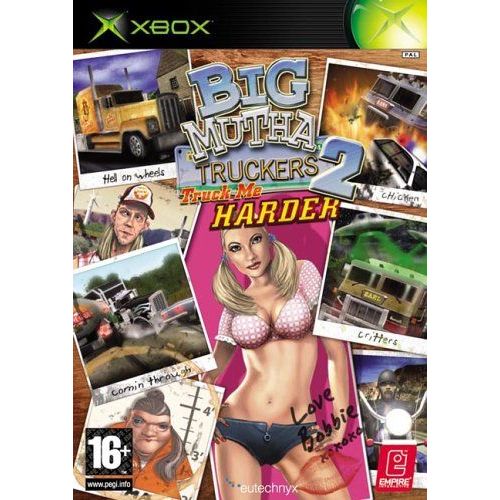 XBOX
PAL
BIG
MUTHA
TRUCKERS 2
Truck Me
HARDER
Hell on wheels
CHICKEN
Critters
comin through
Love
Bobbie
xoxoxo
16+
www.pegi.info
eutechnyx
EMPIRE